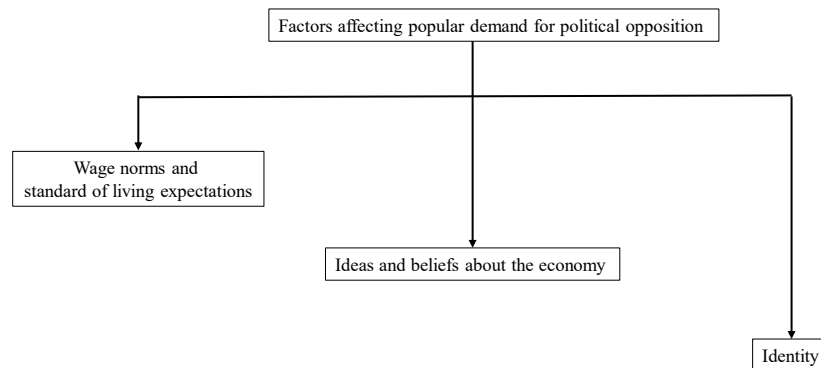 Factors affecting popular demand for political opposition
Wage norms and
standard of living expectations
Ideas and beliefs about the economy
Identity